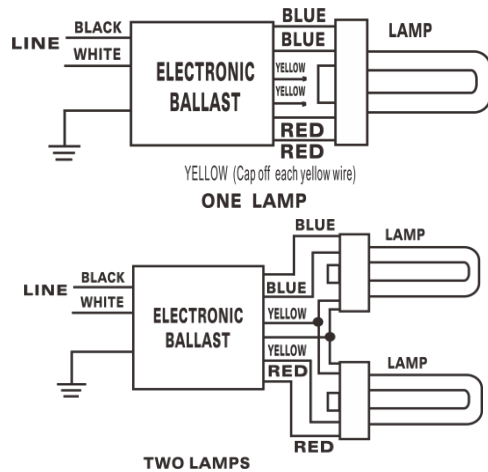 BLUE
BLACK
LAMP
LINE
BLUE
WHITE
YELLOW
ELECTRONIC
BALLAST
YELLOW
RED
RED
YELLOW (Cap off each yellow wire)
ONE LAMP
BLUE
LAMP
BLACK
LINE
BLUE
WHITE
ELECTRONIC
BALLAST
YELLOW
YELLOW
LAMP
RED
RED
TWO LAMPS